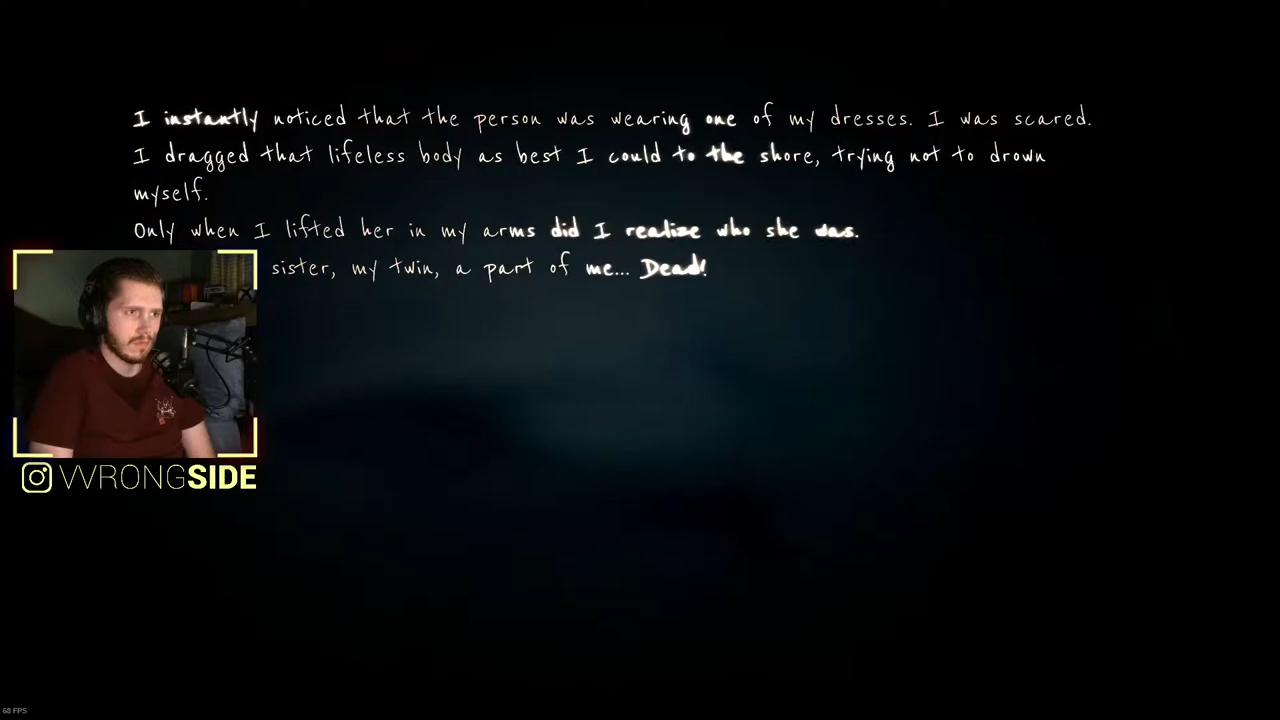 I instantly noticed that the person was wearing one of my dresses. I was scared.
I dragged that lifeless body as best I could to the shore, trying not to drown
myself.
Only when I lifted her in my arms did I realize who she was.
sister, my twin, a part of me... Dead!
VVRONGSIDE
68 FPS